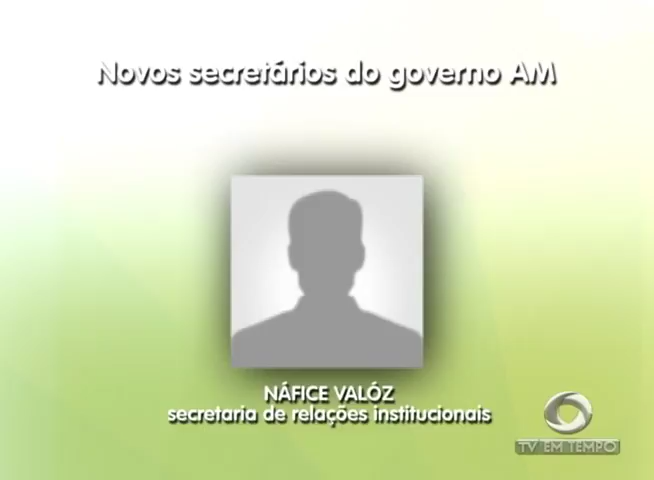 Novos secretários do governo AM
NÁFICE VALÓZ
secretaria de relações institucionais
TV EM TEMPO